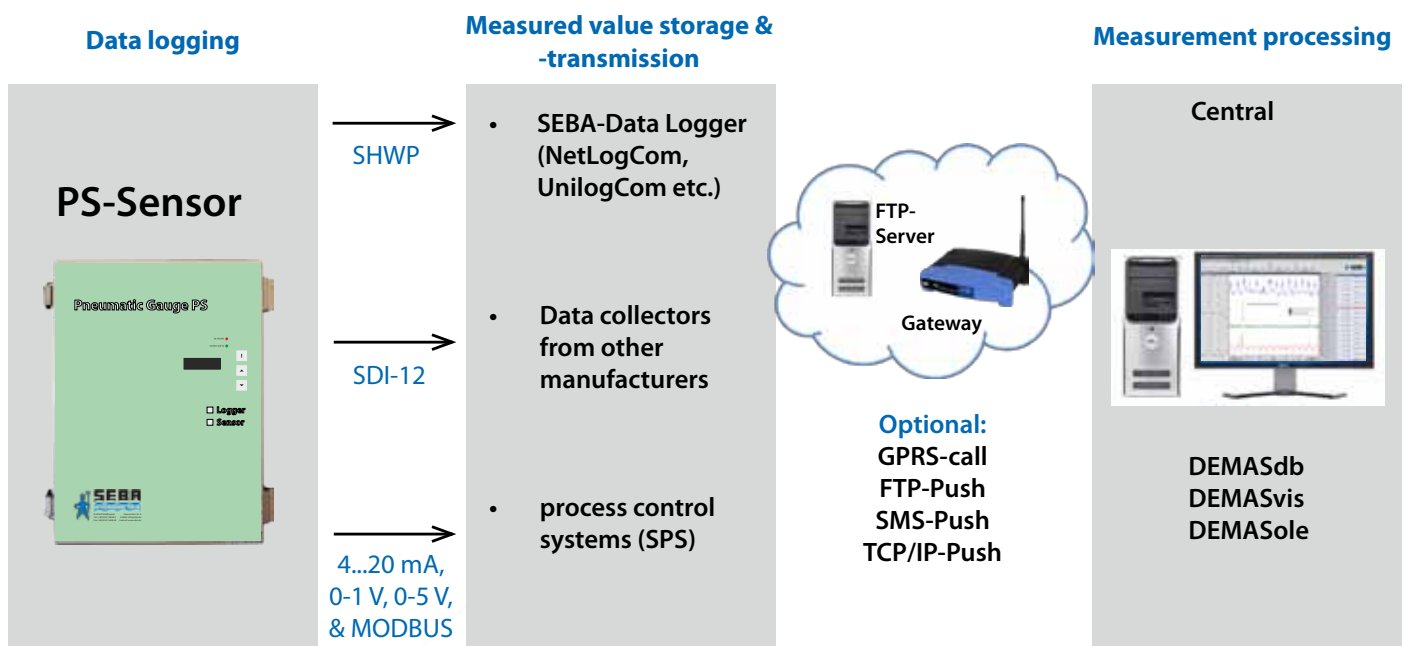 Data logging
Measured value storage &
-transmission
Measurement processing
PS-Sensor
Pneumatic Gauge PS
Logger
Sensor
SEBA
SHWP
SDI-12
4...20 mA,
0-1 V, 0-5 V,
& MODBUS
• SEBA-Data Logger
(NetLogCom,
UnilogCom etc.)
• Data collectors
from other
manufacturers
• process control
systems (SPS)
FTP-
Server
Gateway
Optional:
GPRS-call
FTP-Push
SMS-Push
TCP/IP-Push
Central
DEMASdb
DEMASvis
DEMASole